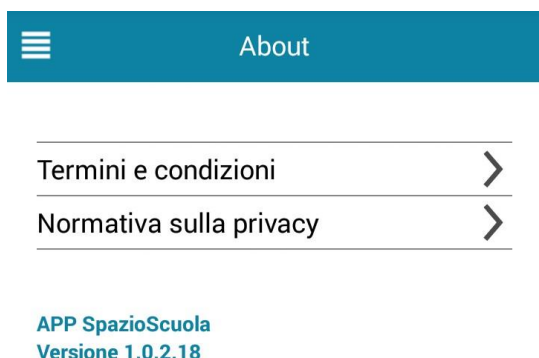 About
Termini e condizioni
Normativa sulla privacy
APP SpazioScuola
Versione 1.0.2.18